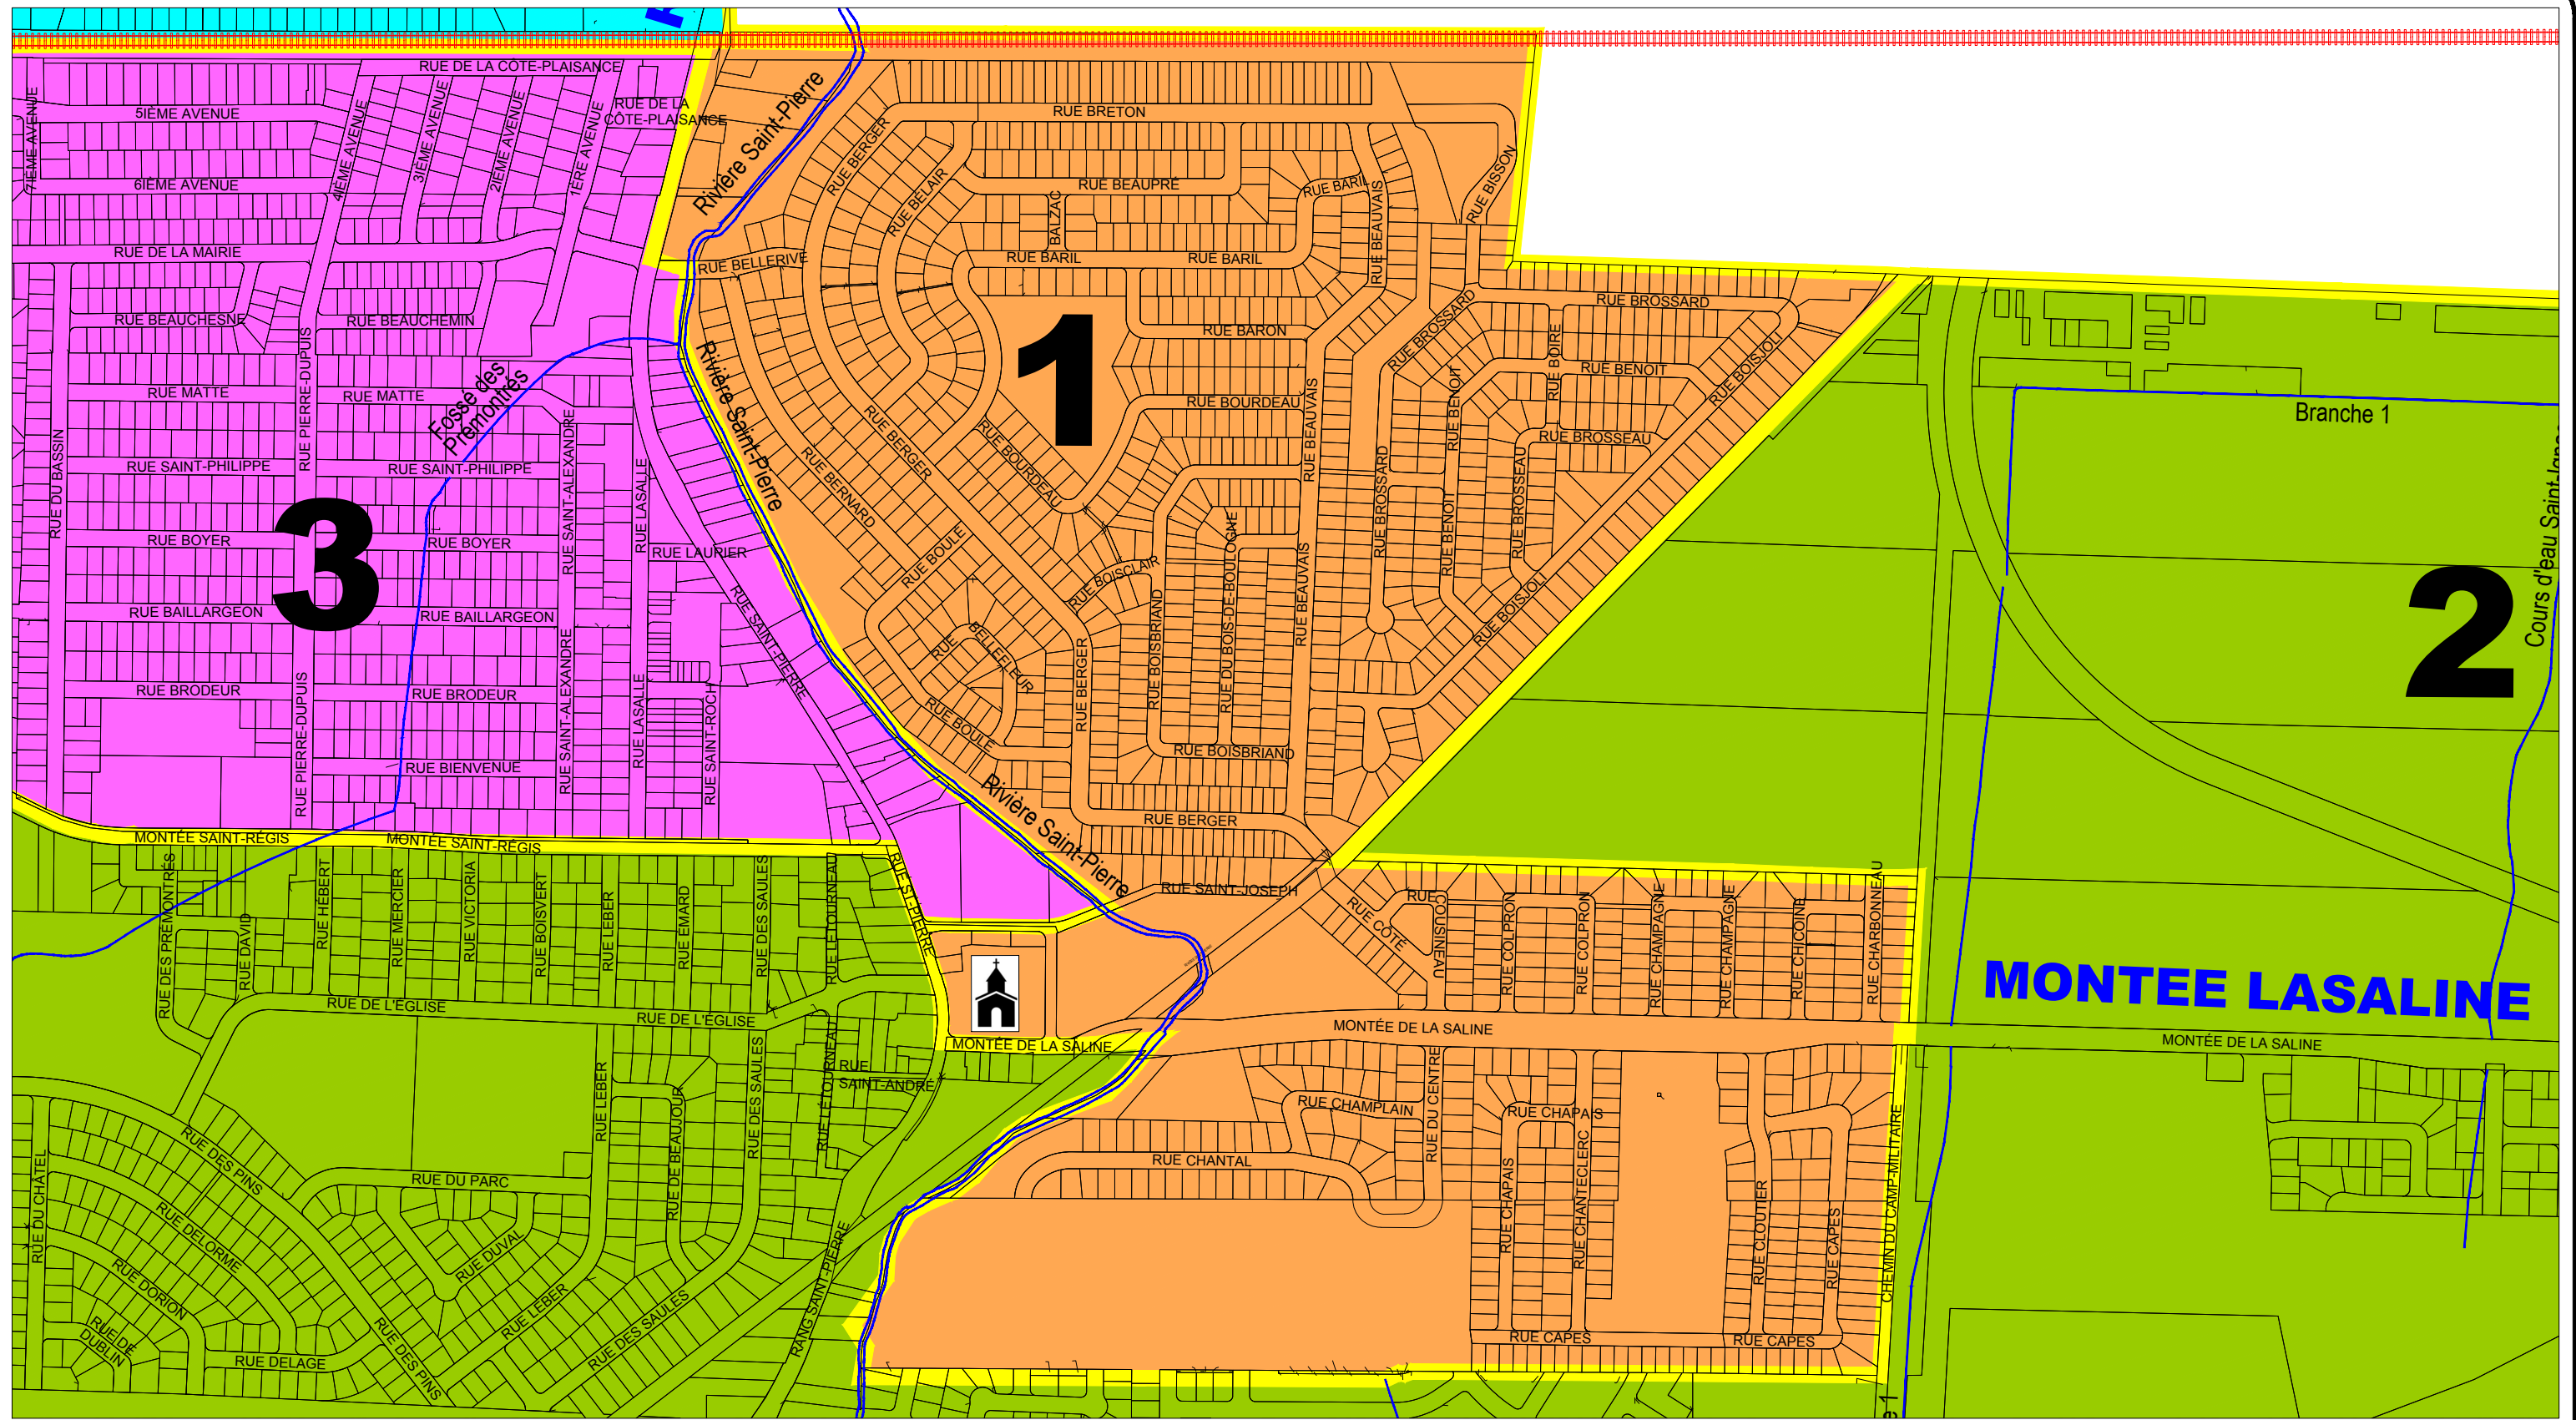 RUE DE LA CÔTE-PLAISANCE
7IÈME AVENUE
5IÈME AVENUE
4IÈME AVENUE
3IÈME AVENUE
2IÈME AVENUE
1ÈRE AVENUE
RUE DE LA
CÔTE-PLAISANCE
6IÈME AVENUE
RUE DE LA MAIRIE
RUE BEAUCHESNE
RUE BEAUCHEMIN
RUE PIERRE-DUPUIS
RUE MATTE
RUE MATTE
Fossé des
Prémontrés
RUE DU BASSIN
RUE SAINT-PHILIPPE
RUE SAINT-PHILIPPE
RUE SAINT-ALEXANDRE
RUE LASALLE
3
RUE BOYER
RUE BOYER
RUE LAURIER
RUE BAILLARGEON
RUE BAILLARGEON
RUE SAINT-PIERRE
RUE BRODEUR
RUE BRODEUR
RUE PIERRE-DUPUIS
RUE SAINT-ALEXANDRE
RUE LASALLE
RUE SAINT-ROCH
RUE BIENVENUE
MONTÉE SAINT-RÉGIS
MONTÉE SAINT-RÉGIS
Rivière Saint-Pierre
RUE BERGER
RUE BÉLAIR
RUE BRETON
RUE BEAUPRÉ
RUE BARIL
RUE BEAUVAIS
RUE BISSON
BALZAC
RUE BELLERIVE
RUE BARIL
RUE BARIL
1
RUE BARON
RUE BROSSARD
RUE BROSSARD
RUE BOIRE
RUE BENOIT
RUE BOISJOLI
Rivière Saint-Pierre
RUE BERGER
RUE BERNARD
RUE BOURDEAU
RUE BOURDEAU
RUE BEAUVAIS
RUE BENOIT
RUE BROSSEAU
RUE BROSSARD
RUE BENOIT
RUE BROSSEAU
RUE BOULE
RUE BOISCLAIR
RUE DU BOIS-DE-BOULOGNE
RUE BEAUVAIS
RUE BOISJOLI
RUE
BELLEFLEUR
RUE BOISBRIAND
RUE BERGER
RUE BOULE
RUE BOISBRIAND
Rivière Saint-Pierre
RUE BERGER
RUE SAINT-JOSEPH
Branche 1
2
MONTEE LASALINE
MONTÉE DE LA SALINE
RUE CÔTÉ
RUE
COUSINEAU
RUE COLPRON
RUE COLPRON
RUE CHAMPAGNE
RUE CHAMPAGNE
RUE CHICOINE
RUE CHARBONNEAU
MONTÉE DE LA SALINE
MONTÉE DE LA SALINE
RUE CHAMPLAIN
RUE DU CENTRE
RUE CHANTAL
RUE CHAPAIS
RUE CHAPAIS
RUE CHANTECLERC
RUE CLOUTIER
RUE CAPES
RUE CAPES
RUE CAPES
CHEMIN DU CAMP-MILITAIRE
RUE DES PRÉMONTRÉS
RUE DAVID
RUE HÉBERT
RUE MERCIER
RUE VICTORIA
RUE BOISVERT
RUE LEBER
RUE ÉMARD
RUE DES SAULES
RUE LÉTOURNEAU
RUE ST-PIERRE
RUE DE L'ÉGLISE
RUE DE L'ÉGLISE
RUE LEBER
RUE DE BEAUJOUR
RUE DES SAULES
RUE LÉTOURNEAU
RUE
SAINT-ANDRÉ
RUE DU CHÂTEL
RUE DES PINS
RUE DU PARC
RUE DELORME
RUE DUVAL
RUE DORION
RUE LEBER
RUE DES SAULES
RANG SAINT-PIERRE
RUE DE
DUBLIN
RUE DELAGE
RUE DES PINS